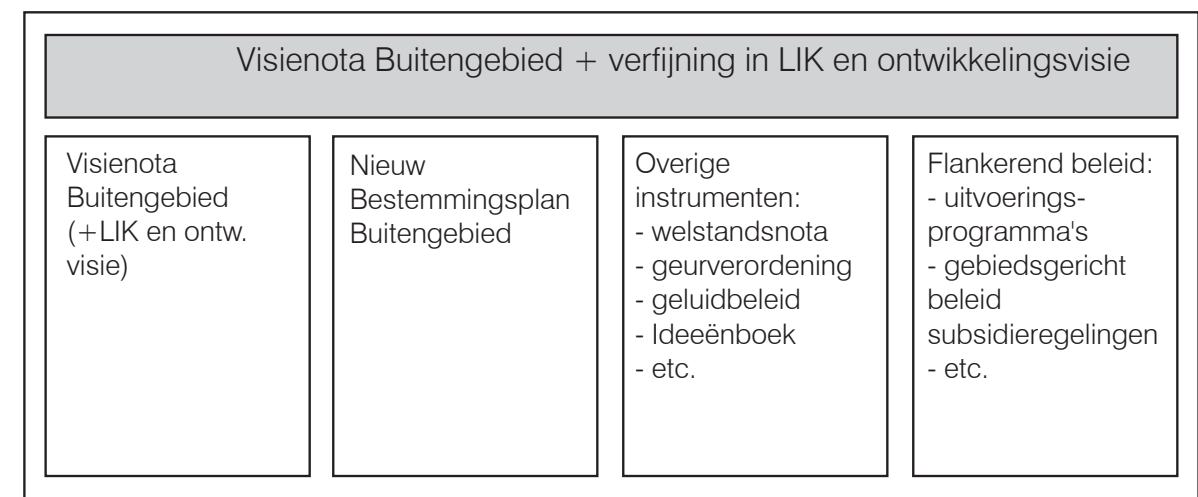 Visienota Buitengebied + verfijning in LIK en ontwikkelingsvisie
Visienota
Buitengebied
(+LIK en ontw.
visie)
Nieuw
Bestemmingsplan
Buitengebied
Overige
instrumenten:
- welstandsnota
- geurverordening
- geluidbeleid
- Ideeënboek
- etc.
Flankerend beleid:
- uitvoerings-
programma's
- gebiedsgericht
beleid
subsidieregelingen
- etc.